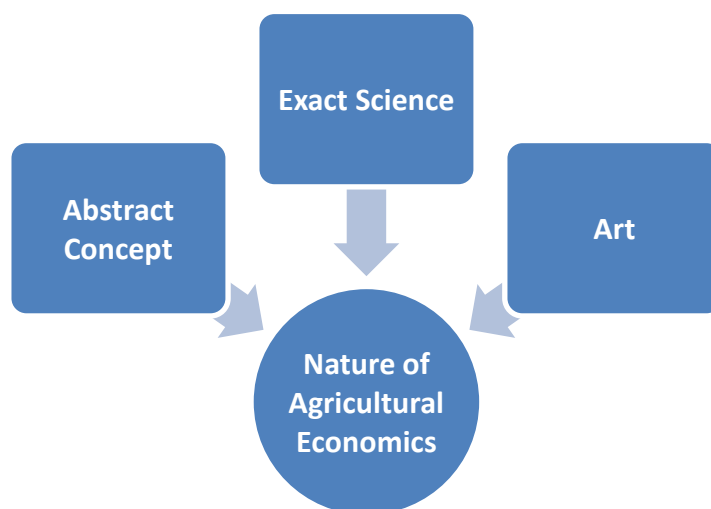 Exact Science
Abstract
Concept
Art
Nature of
Agricultural
Economics